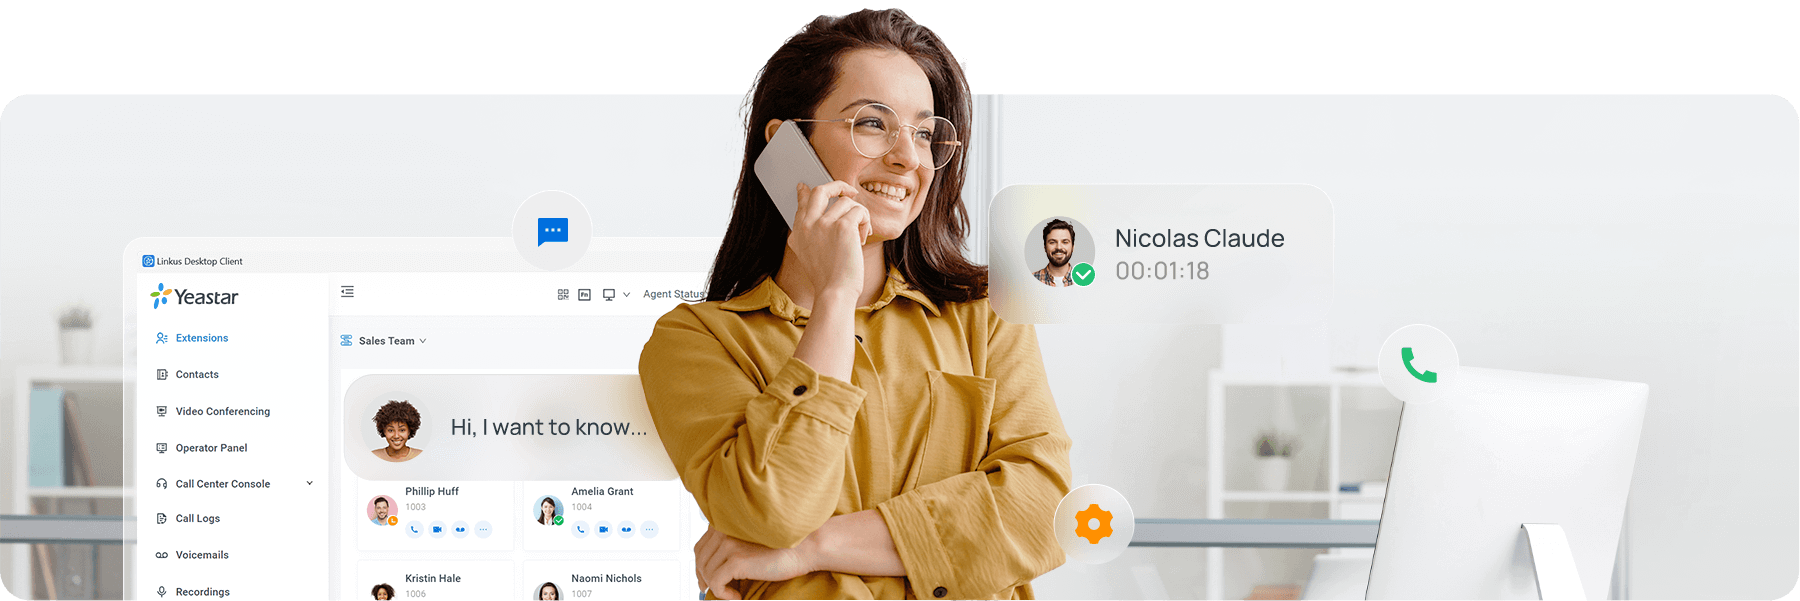 Linkus Desktop Client
Yeastar
Fn
Agent Status
Extensions
Contacts
Video Conferencing
Operator Panel
Call Center Console
Call Logs
Voicemails
Recordings
Sales Team
Hi, I want to know...
Phillip Huff
1003
Amelia Grant
1004
Kristin Hale
1006
Naomi Nichols
1007
Nicolas Claude
00:01:18